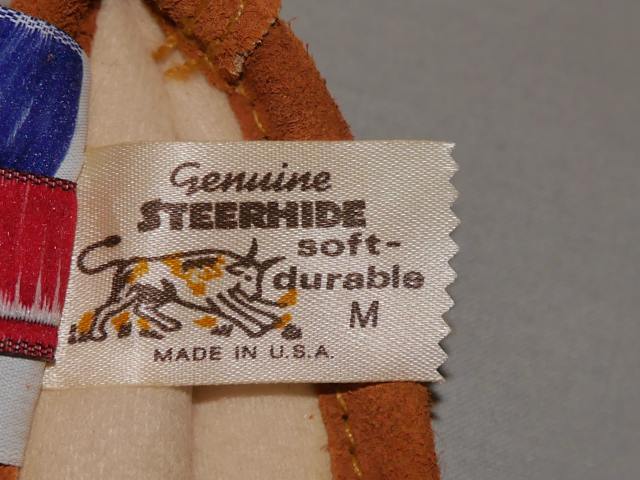 Genuine
STEERHIDE
soft-
durable
M
MADE IN U.S.A.